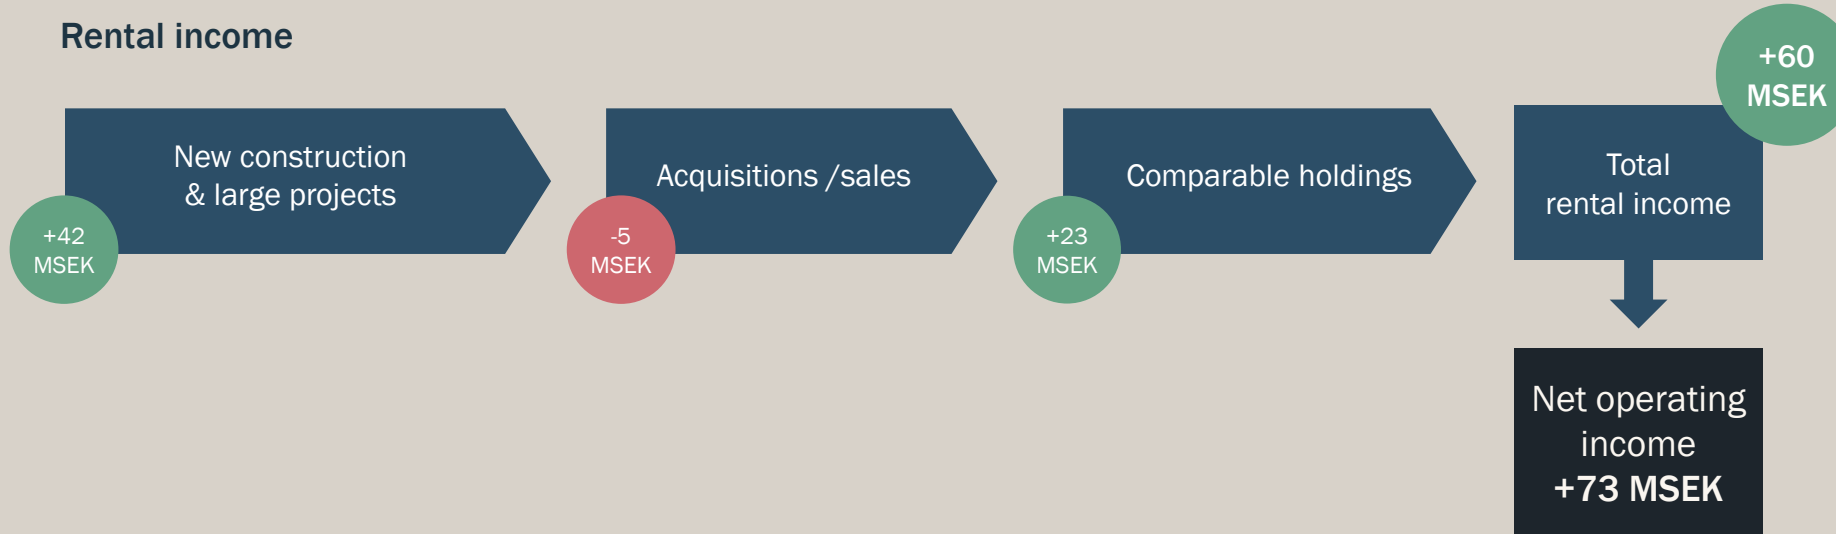 Rental income
New construction
& large projects
+42
MSEK
Acquisitions /sales
-5
MSEK
Comparable holdings
+23
MSEK
+60
MSEK
Total
rental income
Net operating
income
+73 MSEK